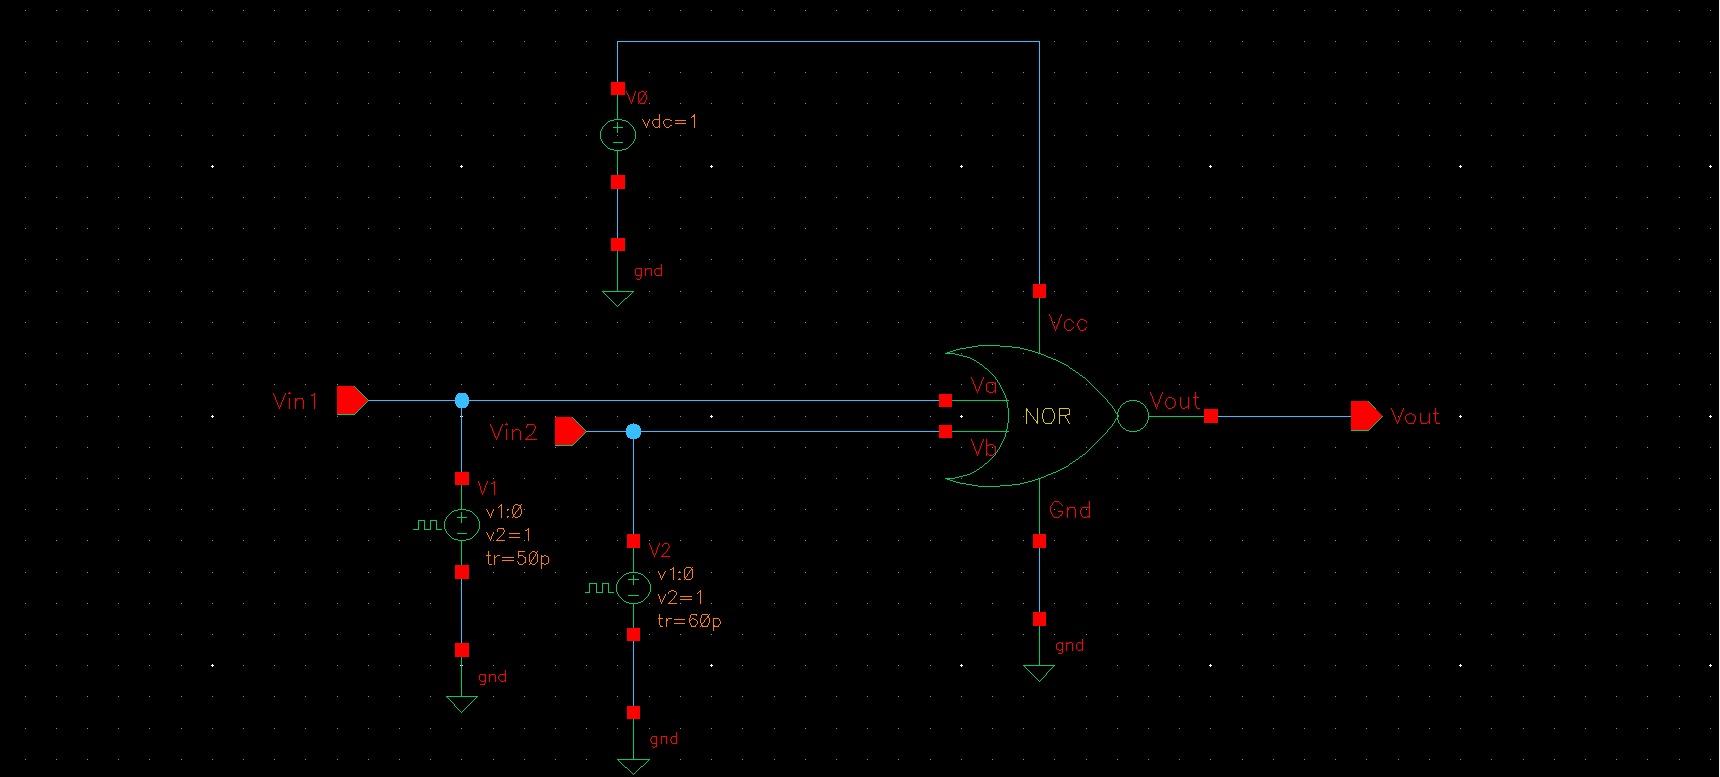 V0
vdc=1
gnd
Vcc
Vin1
Va
NOR
Vout
Vout
Vin2
Vb
V1
v1:0
v2=1
tr=50p
Gnd
V2
v1:0
v2=1
tr=60p
gnd
gnd
gnd